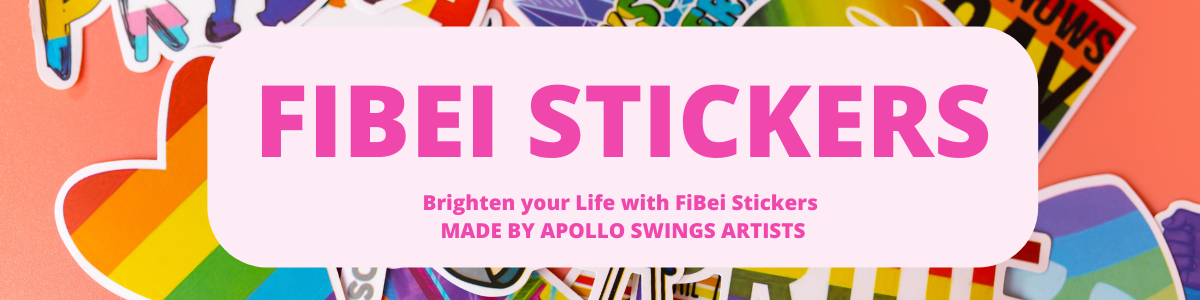 FIBEI STICKERS
Brighten your Life with FiBei Stickers
MADE BY APOLLO SWINGS ARTISTS